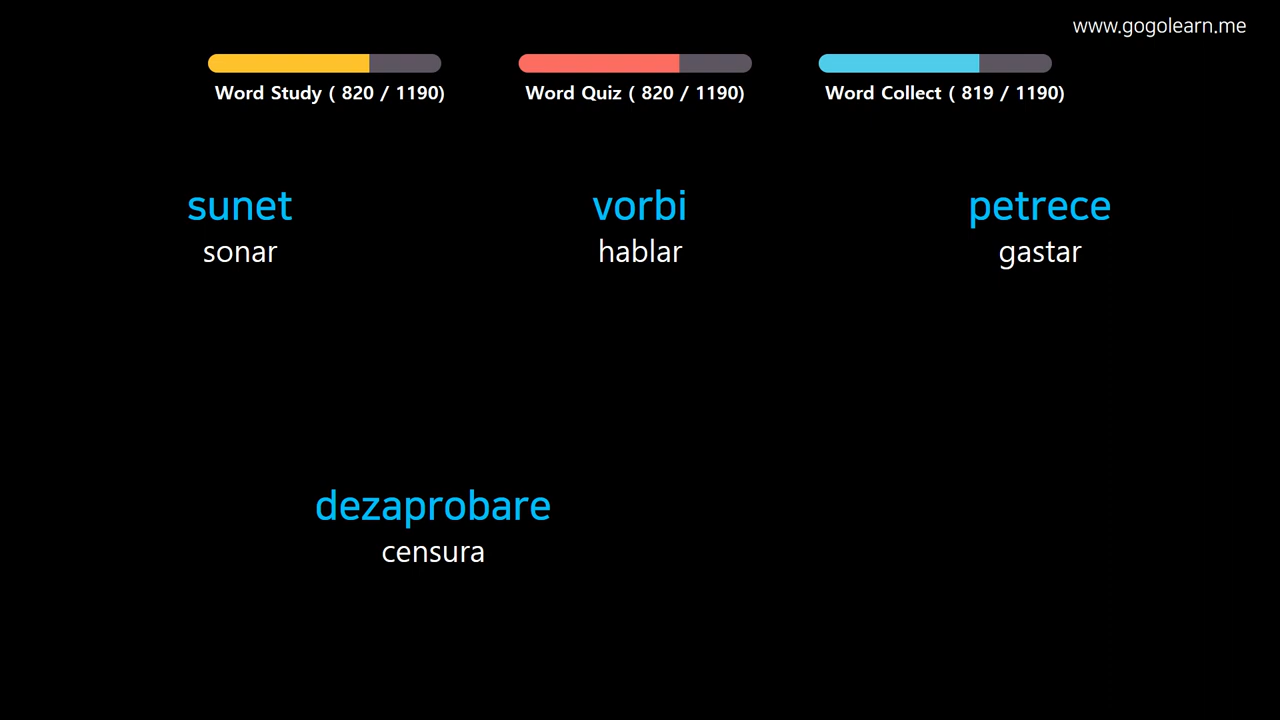 www.gogolearn.me
Word Study ( 820 / 1190)
Word Quiz ( 820 / 1190)
Word Collect ( 819 / 1190)
sunet
sonar
vorbi
hablar
petrece
gastar
dezaprobare
censura